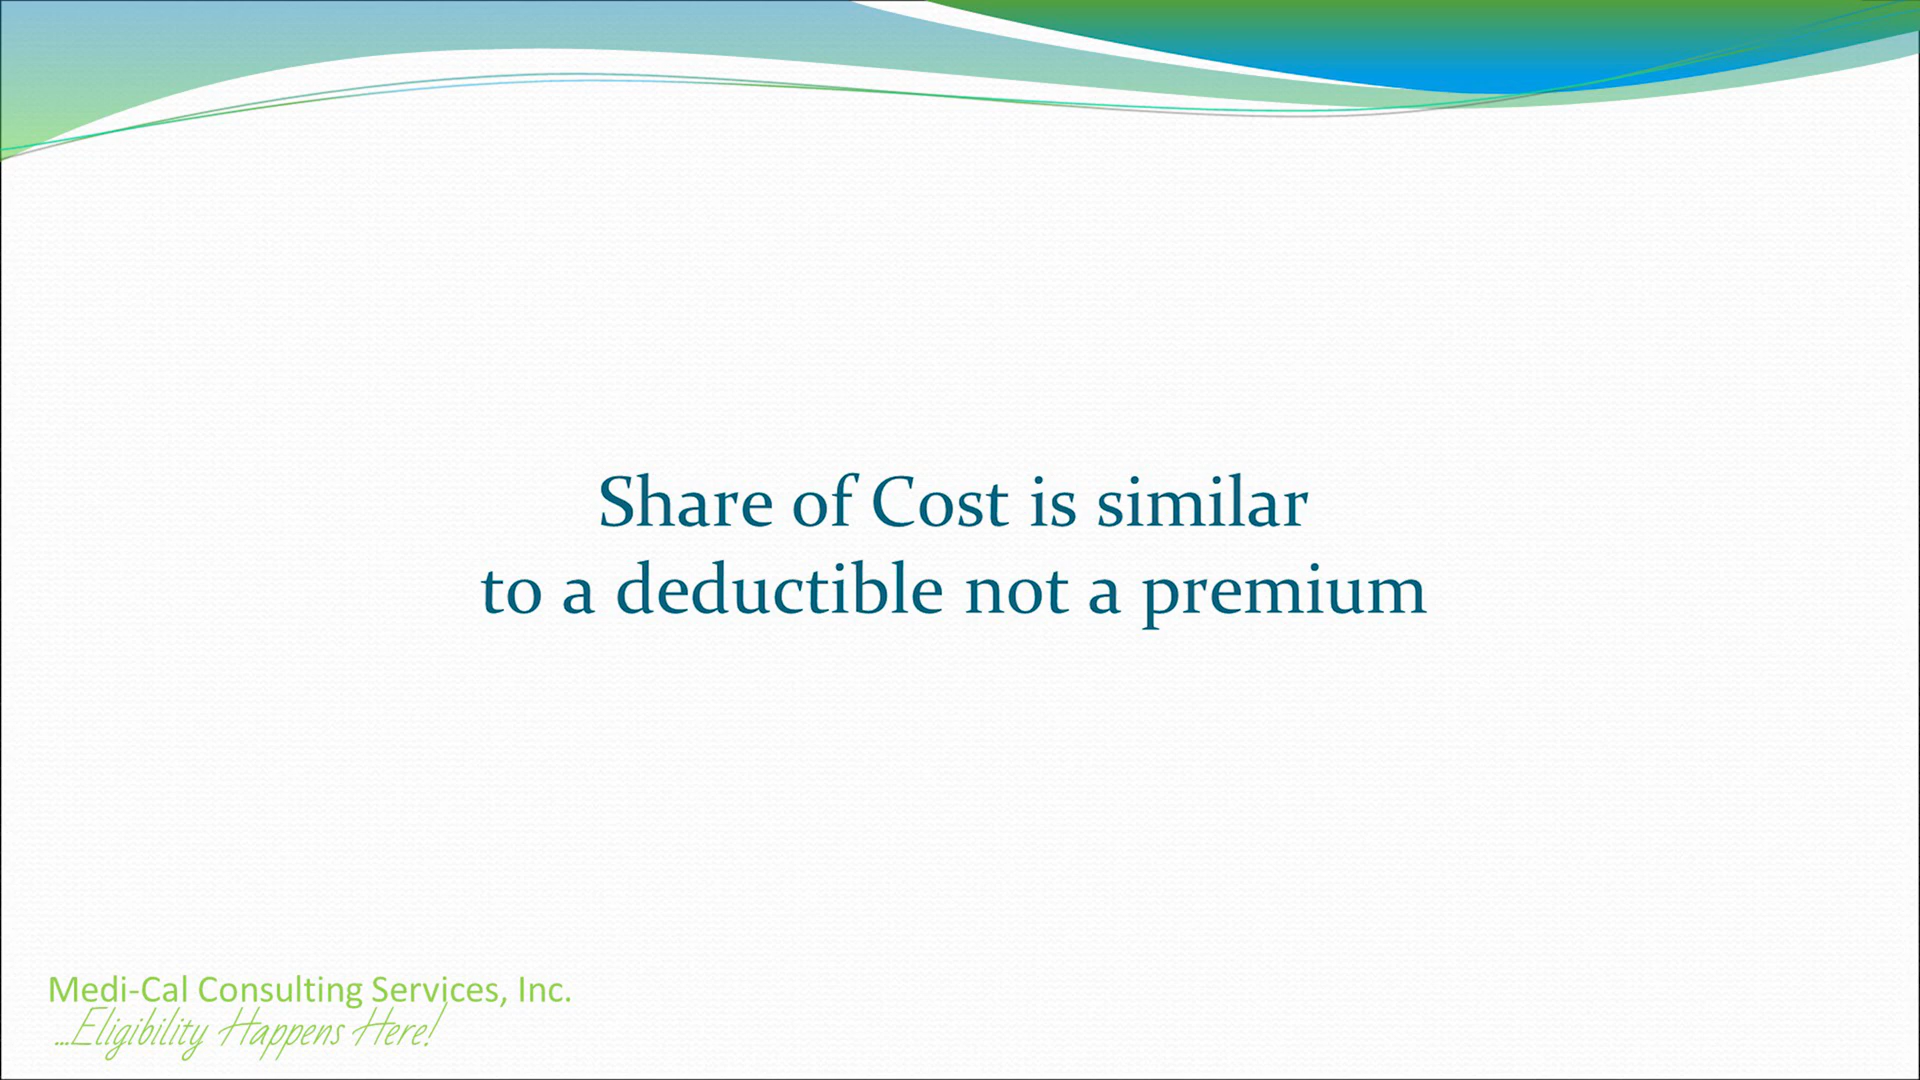 Share of Cost is similar
to a deductible not a premium
Medi-Cal Consulting Services, Inc.
...Eligibility Happens Here!